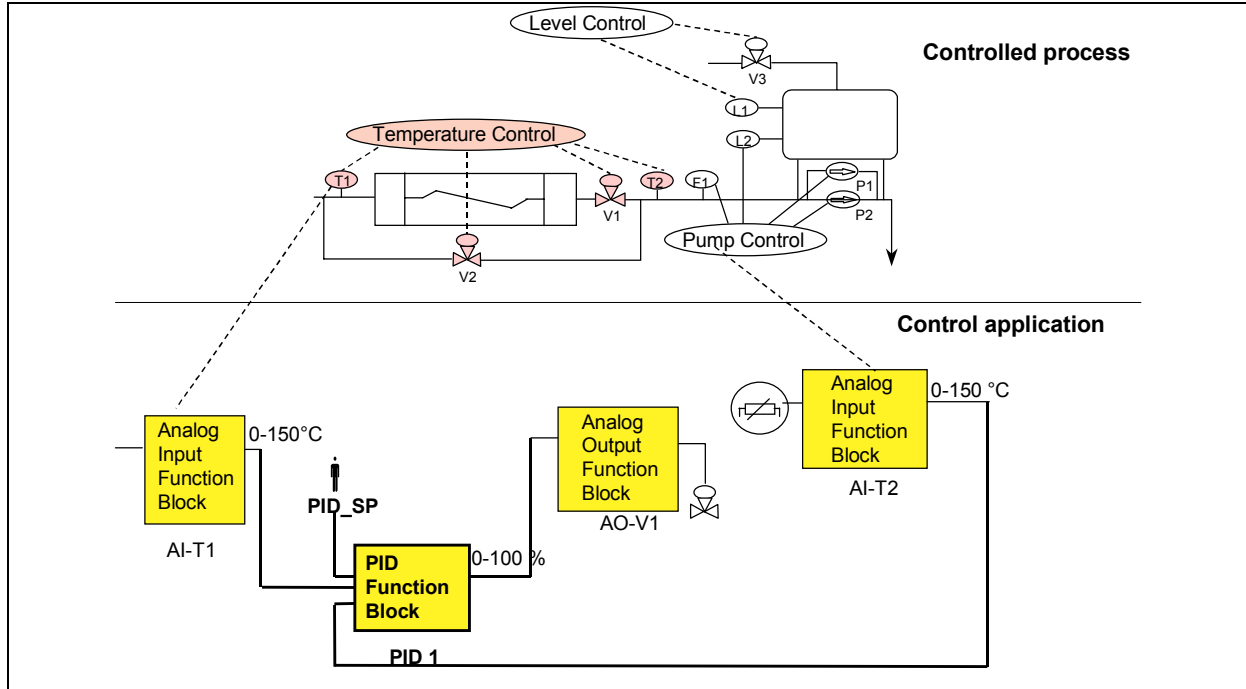 Level Control
Controlled process
V3
L1
Temperature Control
L2
T1
T2
F1
P1
V1
P2
Pump Control
V2
Control application
Analog
Input
Function
Block
0-150 °C
AI-T2
Analog
Output
Function
Block
AO-V1
Analog
Input
Function
Block
0-150°C
AI-T1
PID_SP
PID
Function
Block
0-100 %
PID 1